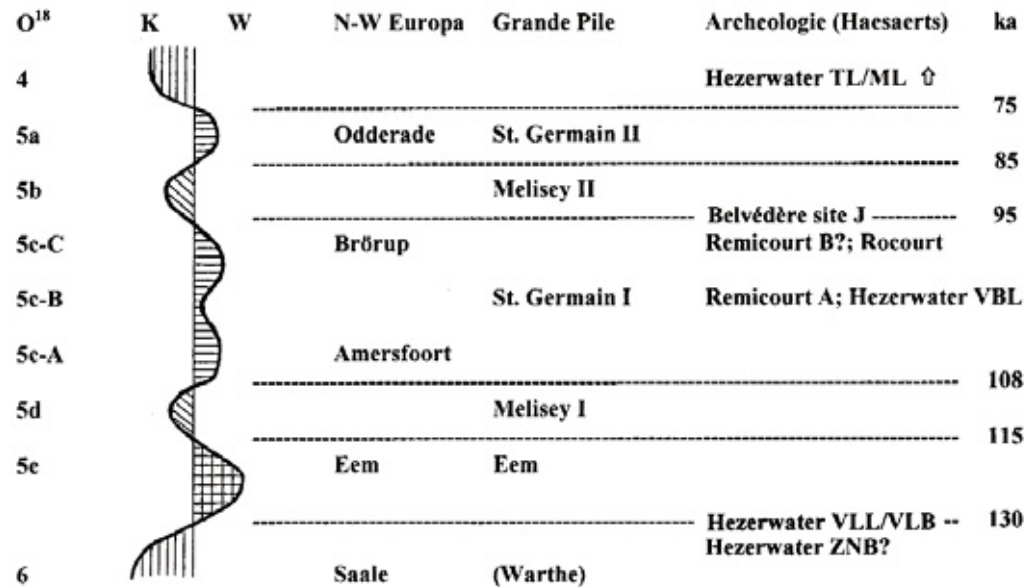 O18 K W N-W Europa Grande Pile Archeologic (Haesaerts) ka
4 Hezerwater TL/ML ⇧
75
5a Odderade St. Germain II
85
5b Melisey II
Belvédère site J 95
5c-C Brörup Remicourt B?; Rocourt
5c-B St. Germain I Remicourt A; Hezerwater VBL
5c-A Amersfoort
108
5d Melisey I
115
5e Eem Eem
Hezerwater VLL/VLB -- 130
Hezerwater ZNB?
6 Saale (Warthe)